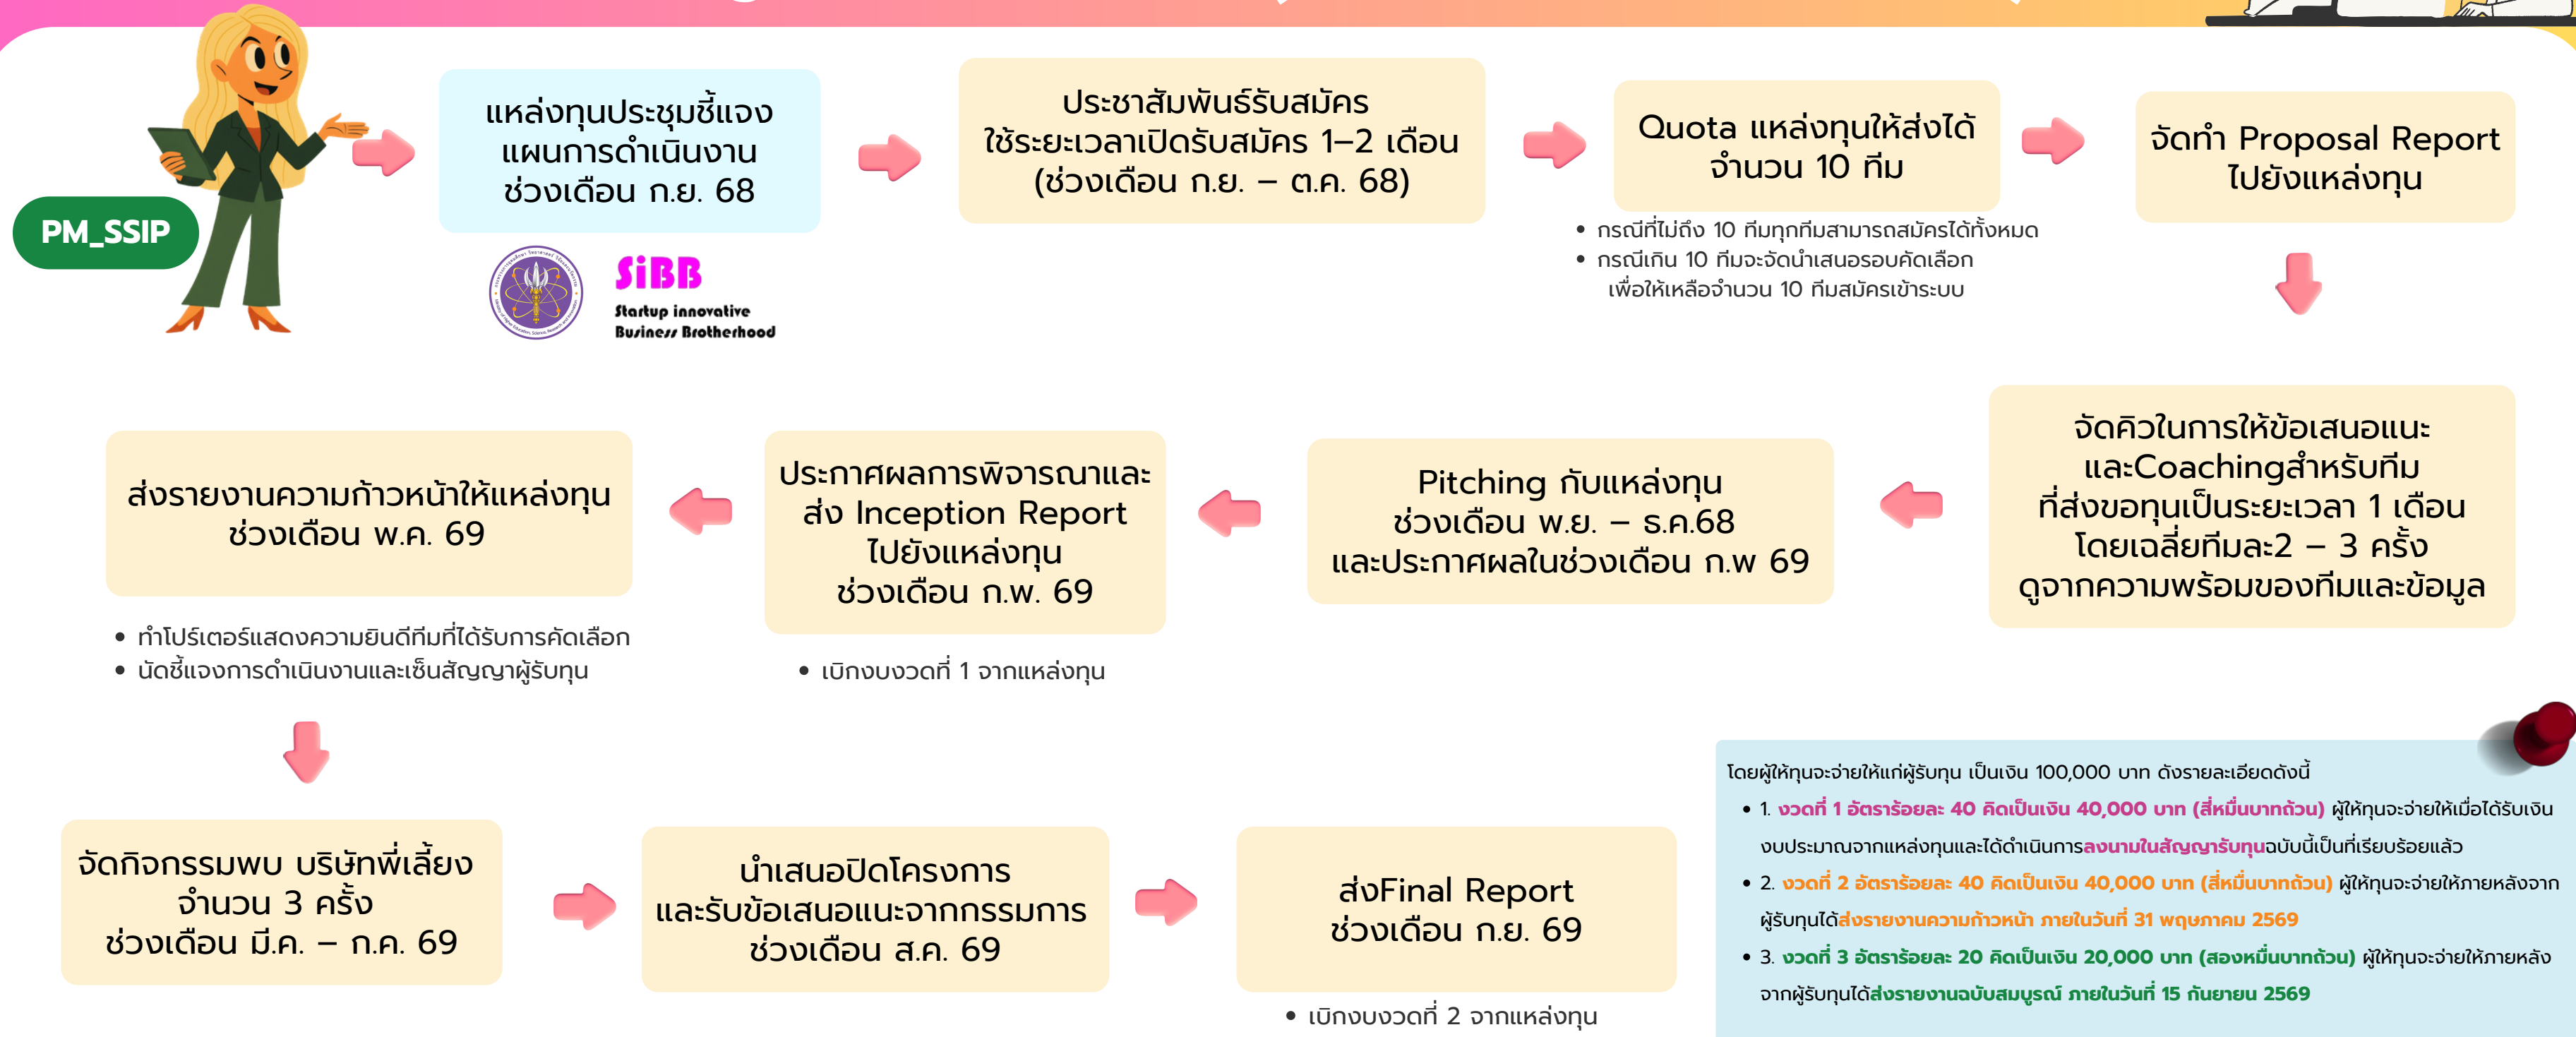 PM_SSIP
แหล่งทุนประชุมชี้แจง
แผนการดำเนินงาน
ช่วงเดือน ก.ย. 68
SiBB
Startup innovative
Business Brotherhood
ประชาสัมพันธ์รับสมัคร
ใช้ระยะเวลาเปิดรับสมัคร 1–2 เดือน
(ช่วงเดือน ก.ย. – ต.ค. 68)
Quota แหล่งทุนให้ส่งได้
จำนวน 10 ทีม
• กรณีที่ไม่ถึง 10 ทีมทุกทีมสามารถสมัครได้ทั้งหมด
• กรณีเกิน 10 ทีมจะจัดนำเสนอรอบคัดเลือก
เพื่อให้เหลือจำนวน 10 ทีมสมัครเข้าระบบ
จัดทำ Proposal Report
ไปยังแหล่งทุน
จัดคิวในการให้ข้อเสนอแนะ
และCoachingสำหรับทีม
ที่ส่งขอทุนเป็นระยะเวลา 1 เดือน
โดยเฉลี่ยทีมละ2 – 3 ครั้ง
ดูจากความพร้อมของทีมและข้อมูล
Pitching กับแหล่งทุน
ช่วงเดือน พ.ย. – ธ.ค.68
และประกาศผลในช่วงเดือน ก.พ 69
ประกาศผลการพิจารณาและ
ส่ง Inception Report
ไปยังแหล่งทุน
ช่วงเดือน ก.พ. 69
• เบิกงบงวดที่ 1 จากแหล่งทุน
ส่งรายงานความก้าวหน้าให้แหล่งทุน
ช่วงเดือน พ.ค. 69
• ทำโปร์เตอร์แสดงความยินดีทีมที่ได้รับการคัดเลือก
• นัดชี้แจงการดำเนินงานและเซ็นสัญญาผู้รับทุน
จัดกิจกรรมพบ บริษัทพี่เลี้ยง
จำนวน 3 ครั้ง
ช่วงเดือน มี.ค. – ก.ค. 69
นำเสนอปิดโครงการ
และรับข้อเสนอแนะจากกรรมการ
ช่วงเดือน ส.ค. 69
ส่งFinal Report
ช่วงเดือน ก.ย. 69
• เบิกงบงวดที่ 2 จากแหล่งทุน
โดยผู้ให้ทุนจะจ่ายให้แก่ผู้รับทุน เป็นเงิน 100,000 บาท ดังรายละเอียดดังนี้
• 1. งวดที่ 1 อัตราร้อยละ 40 คิดเป็นเงิน 40,000 บาท (สี่หมื่นบาทถ้วน) ผู้ให้ทุนจะจ่ายให้เมื่อได้รับเงิน
งบประมาณจากแหล่งทุนและได้ดำเนินการลงนามในสัญญารับทุนฉบับนี้เป็นที่เรียบร้อยแล้ว
• 2. งวดที่ 2 อัตราร้อยละ 40 คิดเป็นเงิน 40,000 บาท (สี่หมื่นบาทถ้วน) ผู้ให้ทุนจะจ่ายให้ภายหลังจาก
ผู้รับทุนได้ส่งรายงานความก้าวหน้า ภายในวันที่ 31 พฤษภาคม 2569
• 3. งวดที่ 3 อัตราร้อยละ 20 คิดเป็นเงิน 20,000 บาท (สองหมื่นบาทถ้วน) ผู้ให้ทุนจะจ่ายให้ภายหลัง
จากผู้รับทุนได้ส่งรายงานฉบับสมบูรณ์ ภายในวันที่ 15 กันยายน 2569